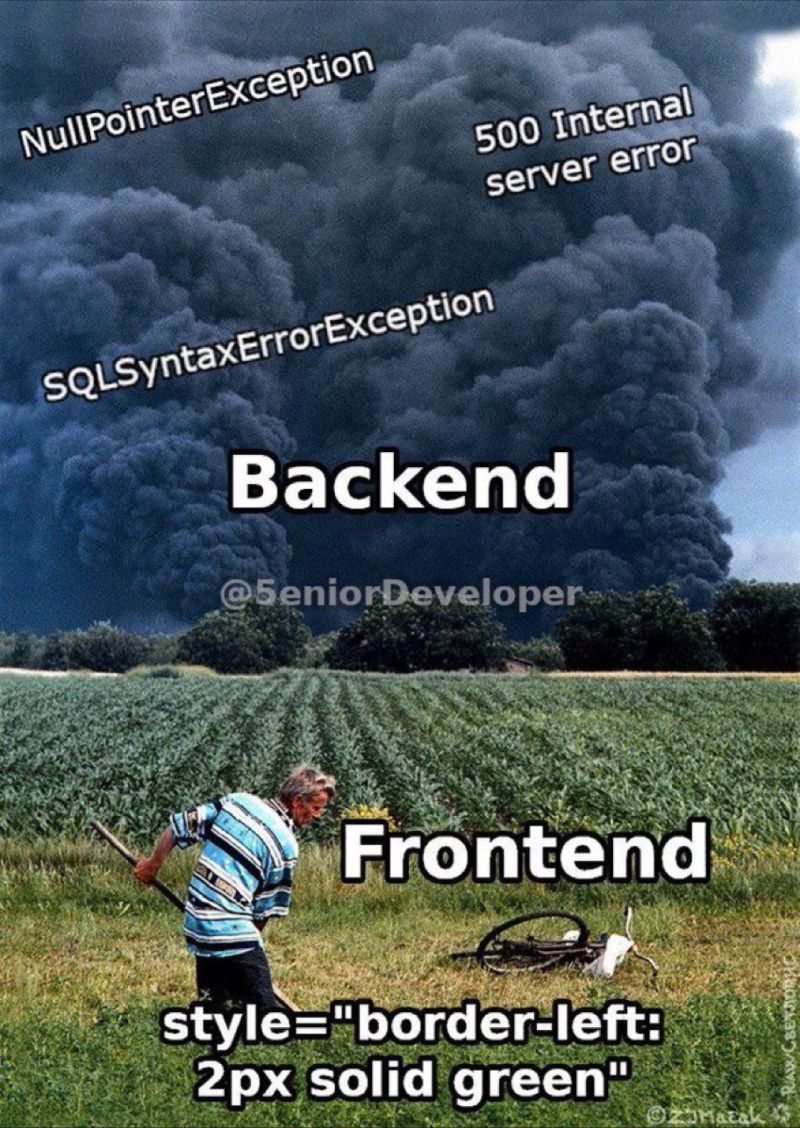 NullPointerException
500 Internal
server error
SQLSyntaxErrorException
Backend
@5eniorDeveloper
Frontend
style="border-left:
2px solid green"